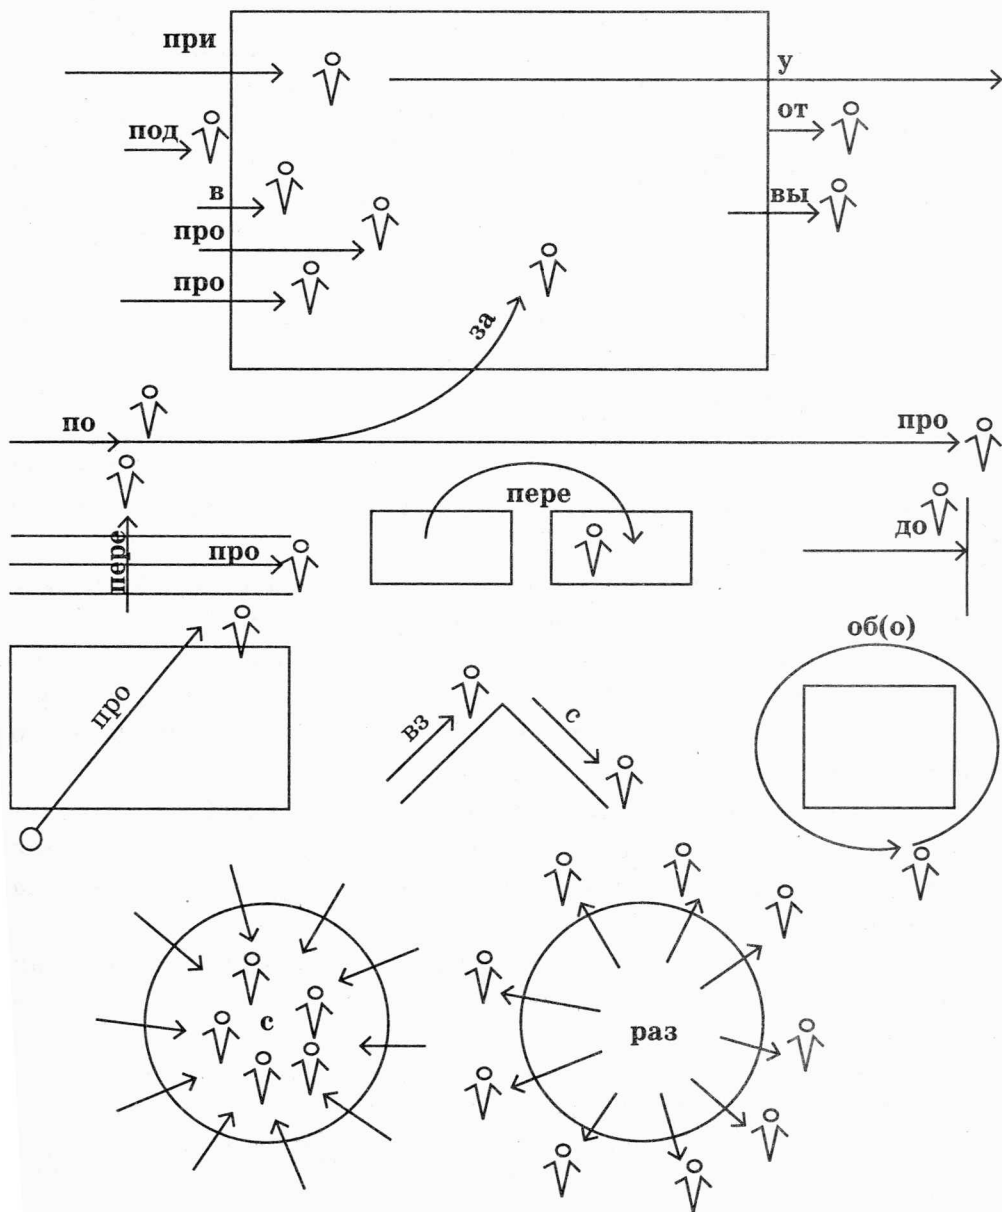 при
у
от
под
в
вы
про
про
за
по
про
пере
до
пере
про
об(о)
про
вз
с
с
раз